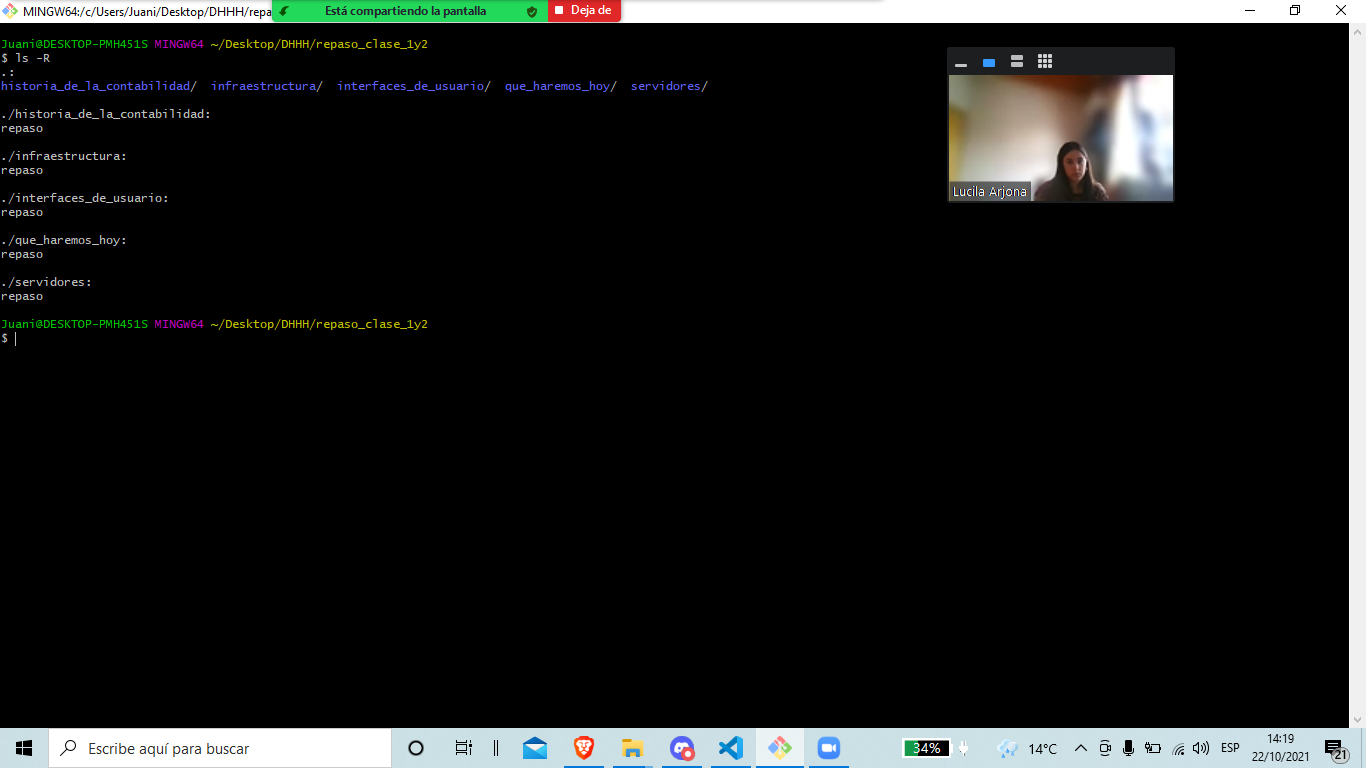 MINGW64:/c/Users/Juani/Desktop/DHHH/repa
Está compartiendo la pantalla
Deja de
Juani@DESKTOP-PMH451S MINGW64 ~/Desktop/DHHH/repaso_clase_1y2
$ ls -R
.:
historia_de_la_contabilidad/  infraestructura/  interfaces_de_usuario/  que_haremos_hoy/  servidores/
./historia_de_la_contabilidad:
repaso
./infraestructura:
repaso
./interfaces_de_usuario:
repaso
./que_haremos_hoy:
repaso
./servidores:
repaso
Juani@DESKTOP-PMH451S MINGW64 ~/Desktop/DHHH/repaso_clase_1y2
$
Lucila Arjona
Escribe aquí para buscar
34%
14°C
ESP
14:19
22/10/2021
21